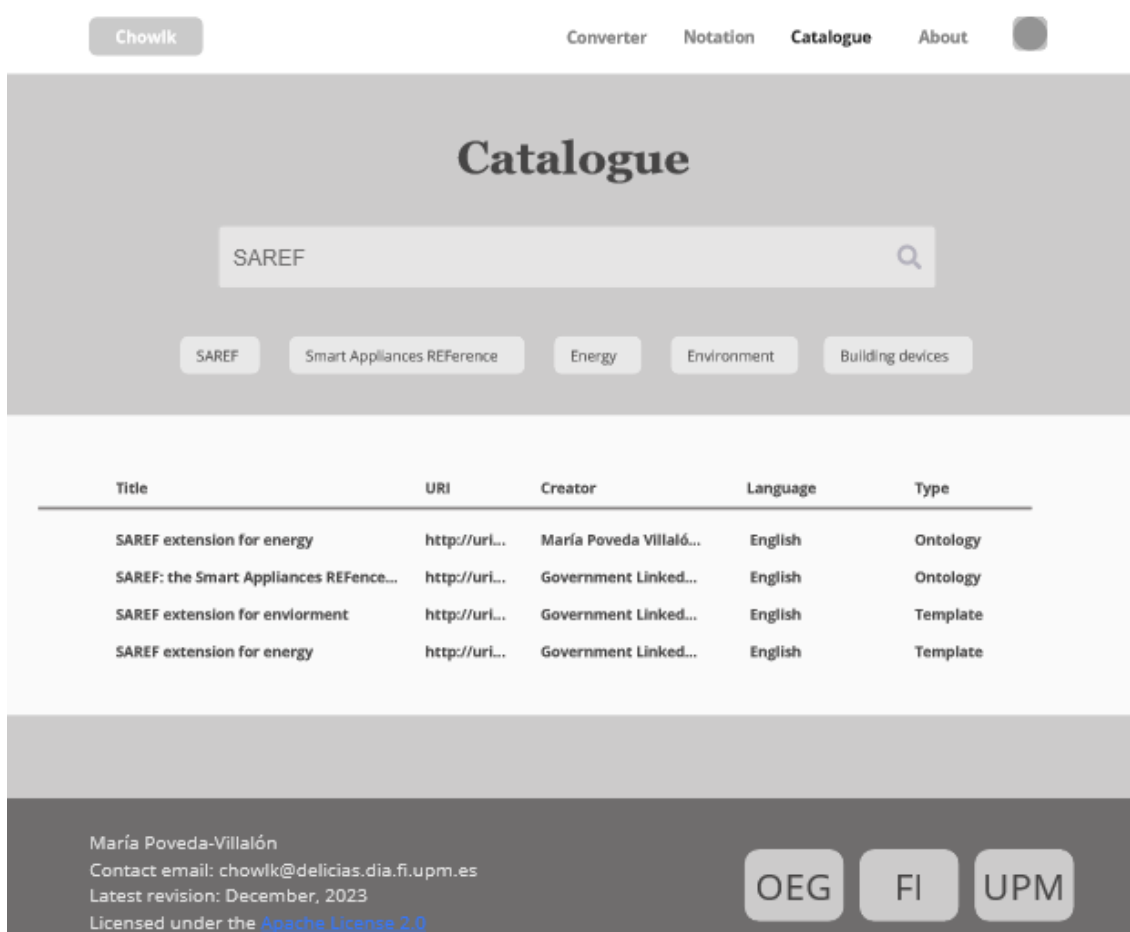 Chowlk Converter Notation Catalogue About
Catalogue
SAREF
SAREF Smart Appliances REFerence Energy Environment Building devices
Title URI Creator Language Type
SAREF extension for energy http://uri... María Poveda Villaló... English Ontology
SAREF: the Smart Appliances REFence... http://uri... Government Linked... English Ontology
SAREF extension for enviorment http://uri... Government Linked... English Template
SAREF extension for energy http://uri... Government Linked... English Template
María Poveda-Villalón
Contact email: chowlk@delicias.dia.fi.upm.es
Latest revision: December, 2023
Licensed under the Apache License 2.0
OEG FI UPM